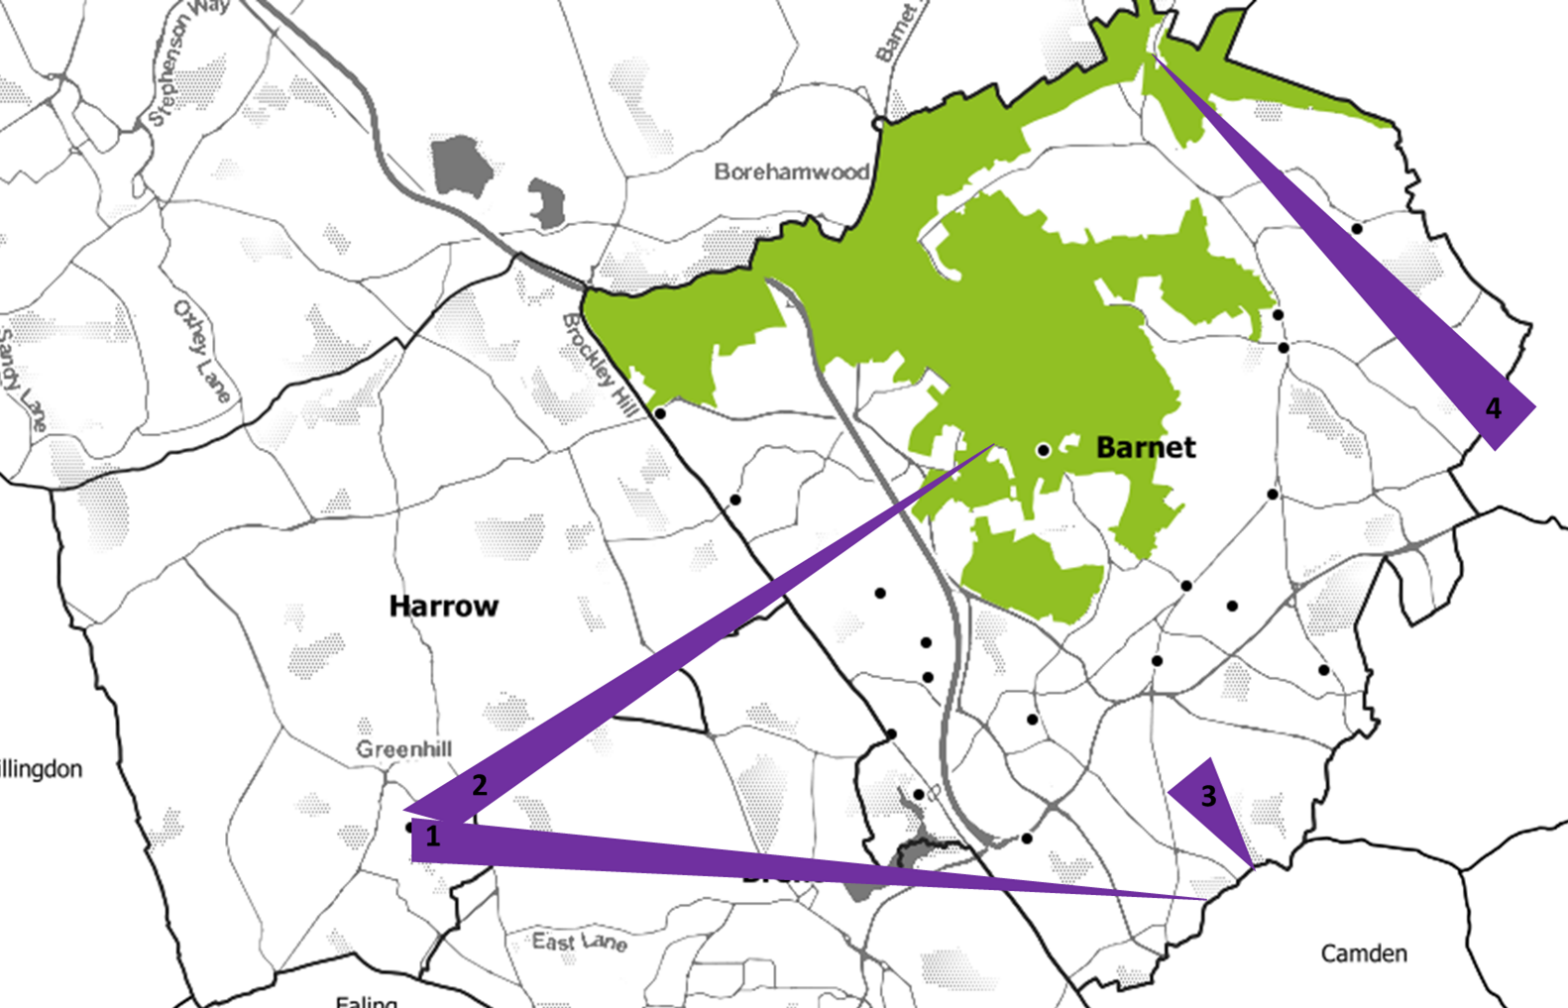 Stephenson Way
Barnet
Borehamwood
Oxhey Lane
Sandy Lane
Brockley Hill
4
Barnet
Harrow
Greenhill
illingdon
2
3
1
East Lane
Camden
Ealing